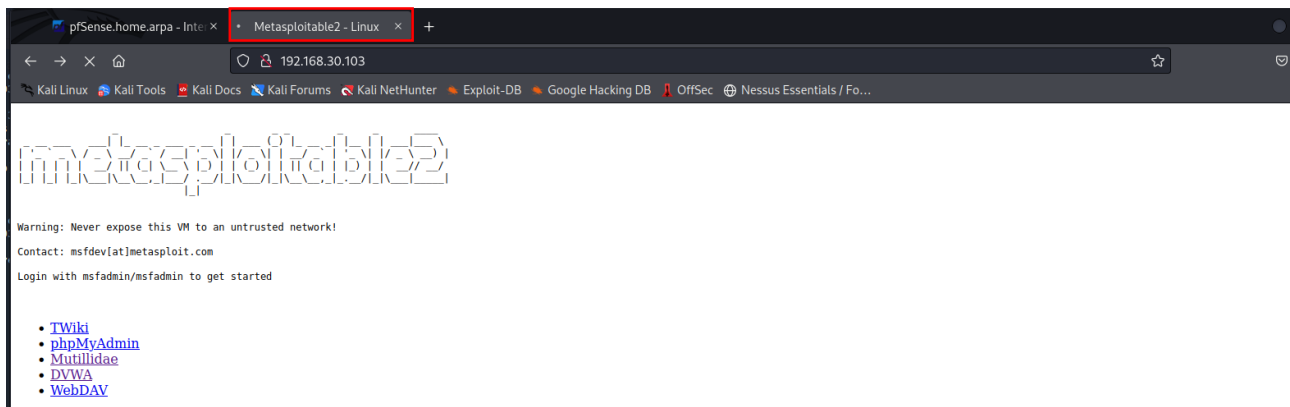 pfSense.home.arpa - Inte
Metasploitable2 - Linux
192.168.30.103
Kali Linux Kali Tools Kali Docs Kali Forums Kali NetHunter Exploit-DB Google Hacking DB OffSec Nessus Essentials / Fo...
metasploitable2
Warning: Never expose this VM to an untrusted network!
Contact: msfdev[at]metasploit.com
Login with msfadmin/msfadmin to get started
• TWiki
• phpMyAdmin
• Mutillidae
• DVWA
• WebDAV